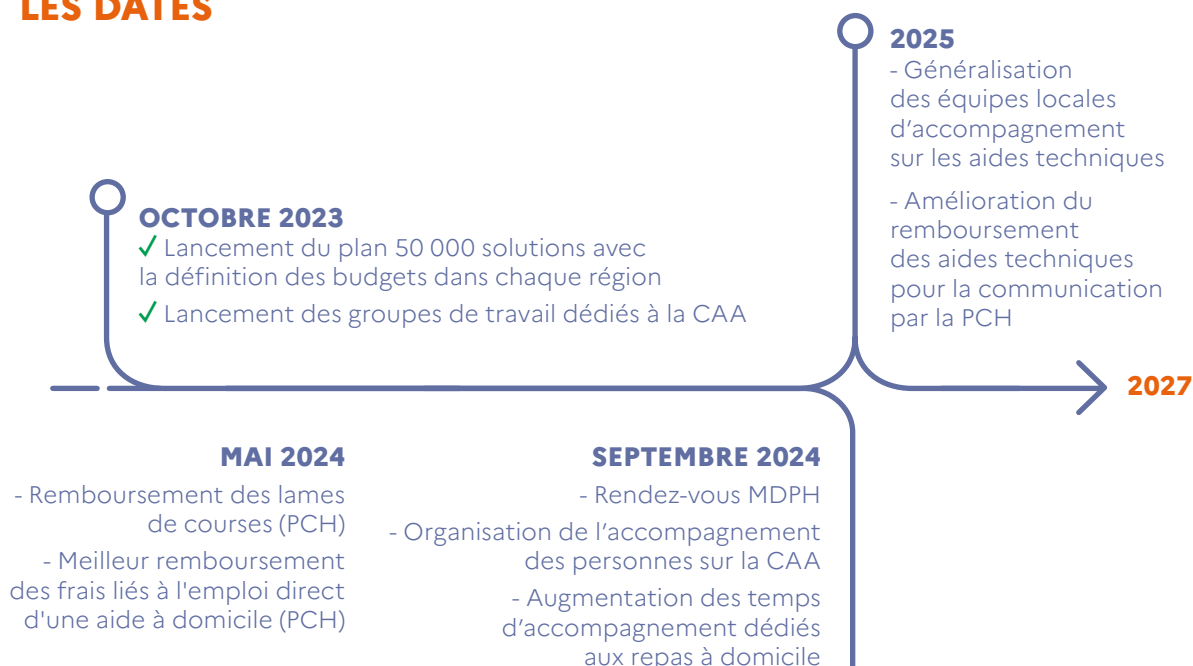 LES DATES
OCTOBRE 2023
✓ Lancement du plan 50 000 solutions avec
la définition des budgets dans chaque région
✓ Lancement des groupes de travail dédiés à la CAA
2025
- Généralisation
des équipes locales
d’accompagnement
sur les aides techniques
- Amélioration du
remboursement
des aides techniques
pour la communication
par la PCH
2027
MAI 2024
- Remboursement des lames
de courses (PCH)
- Meilleur remboursement
des frais liés à l'emploi direct
d'une aide à domicile (PCH)
SEPTEMBRE 2024
- Rendez-vous MDPH
- Organisation de l’accompagnement
des personnes sur la CAA
- Augmentation des temps
d’accompagnement dédiés
aux repas à domicile